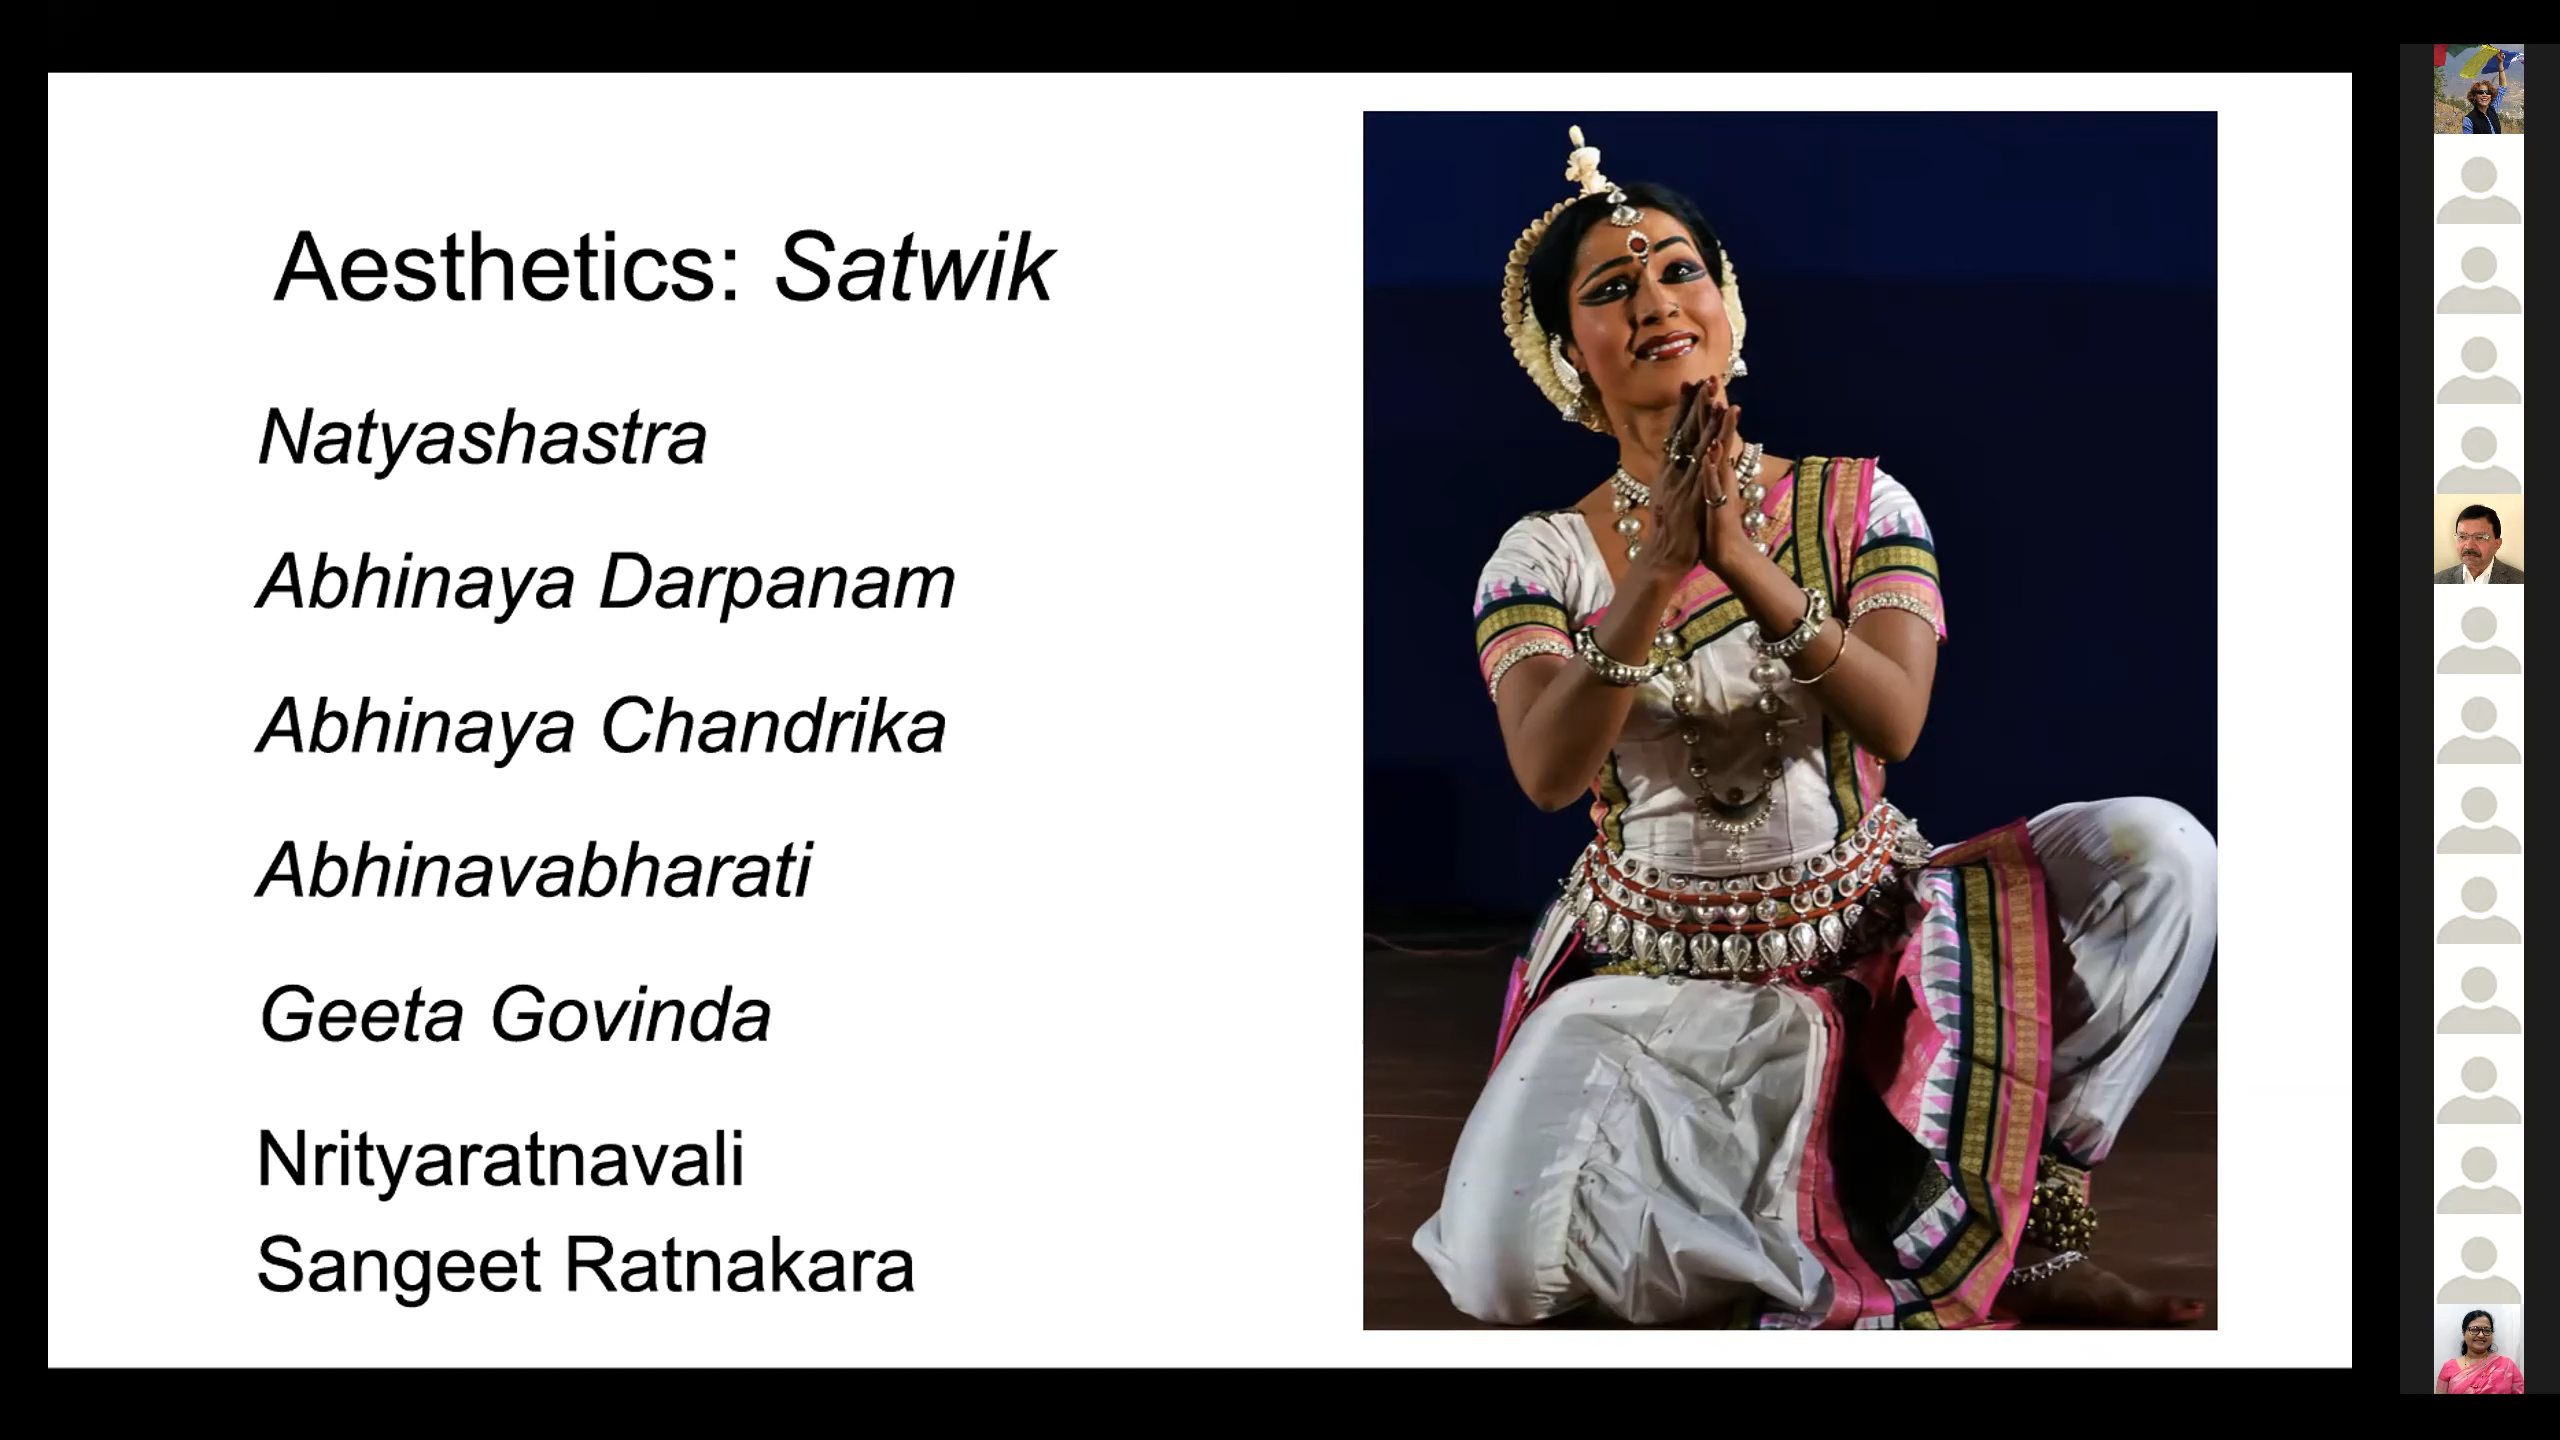 Aesthetics: Satwik
Natyashastra
Abhinaya Darpanam
Abhinaya Chandrika
Abhinavabharati
Geeta Govinda
Nrityaratnavali
Sangeet Ratnakara